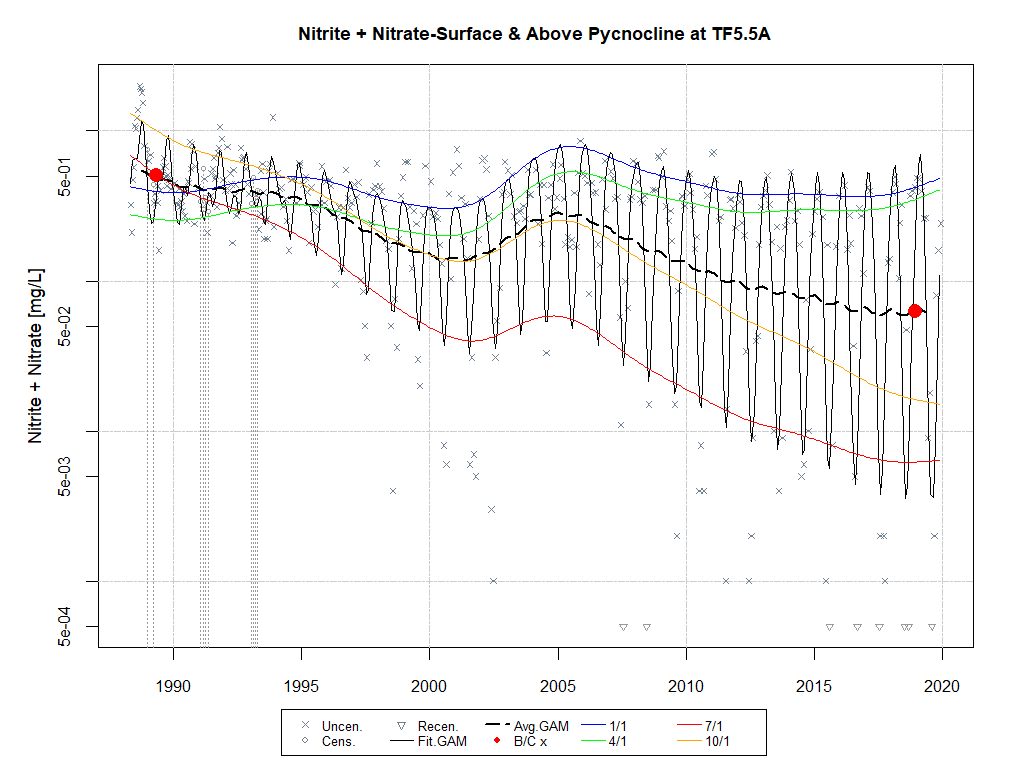 Nitrite + Nitrate-Surface & Above Pycnocline at TF5.5A
Nitrite + Nitrate [mg/L]
5e-01
5e-02
5e-03
5e-04
1990 1995 2000 2005 2010 2015 2020
Uncen. Recen. Avg.GAM 1/1 7/1
Cens. Fit.GAM B/C x 4/1 10/1